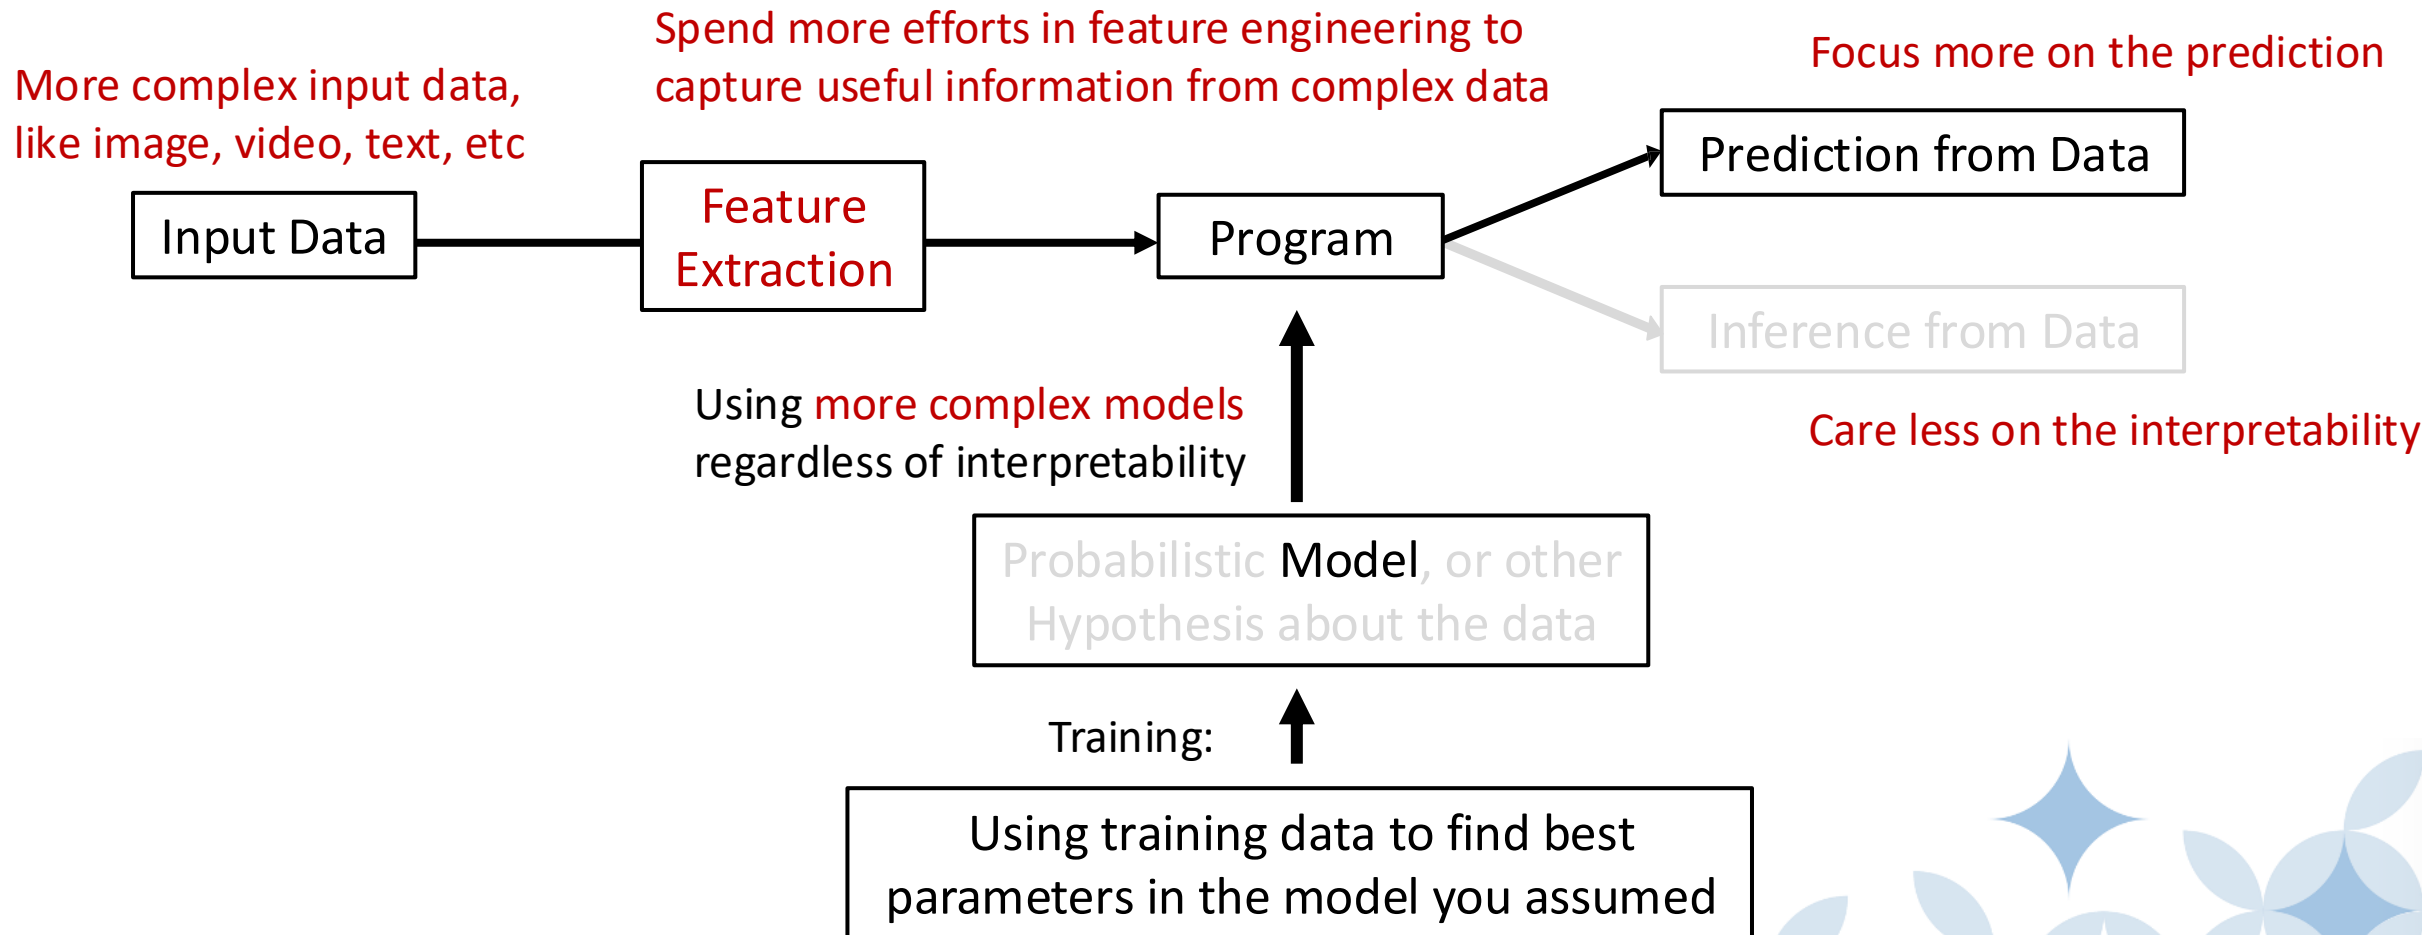 Spend more efforts in feature engineering to
capture useful information from complex data
Focus more on the prediction
More complex input data,
like image, video, text, etc
Input Data
Feature
Extraction
Program
Prediction from Data
Inference from Data
Care less on the interpretability
Using more complex models
regardless of interpretability
Probabilistic Model, or other
Hypothesis about the data
Training:
Using training data to find best
parameters in the model you assumed